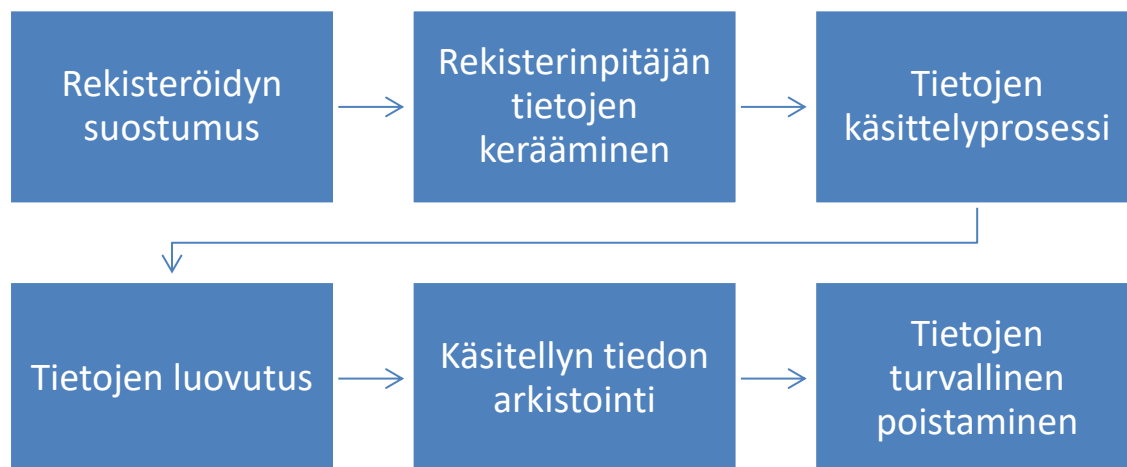 Rekisteröidyn
suostumus
Rekisterinpitäjän
tietojen
kerääminen
Tietojen
käsittelyprosessi
Tietojen luovutus
Käsitellyn tiedon
arkistointi
Tietojen
turvallinen
poistaminen